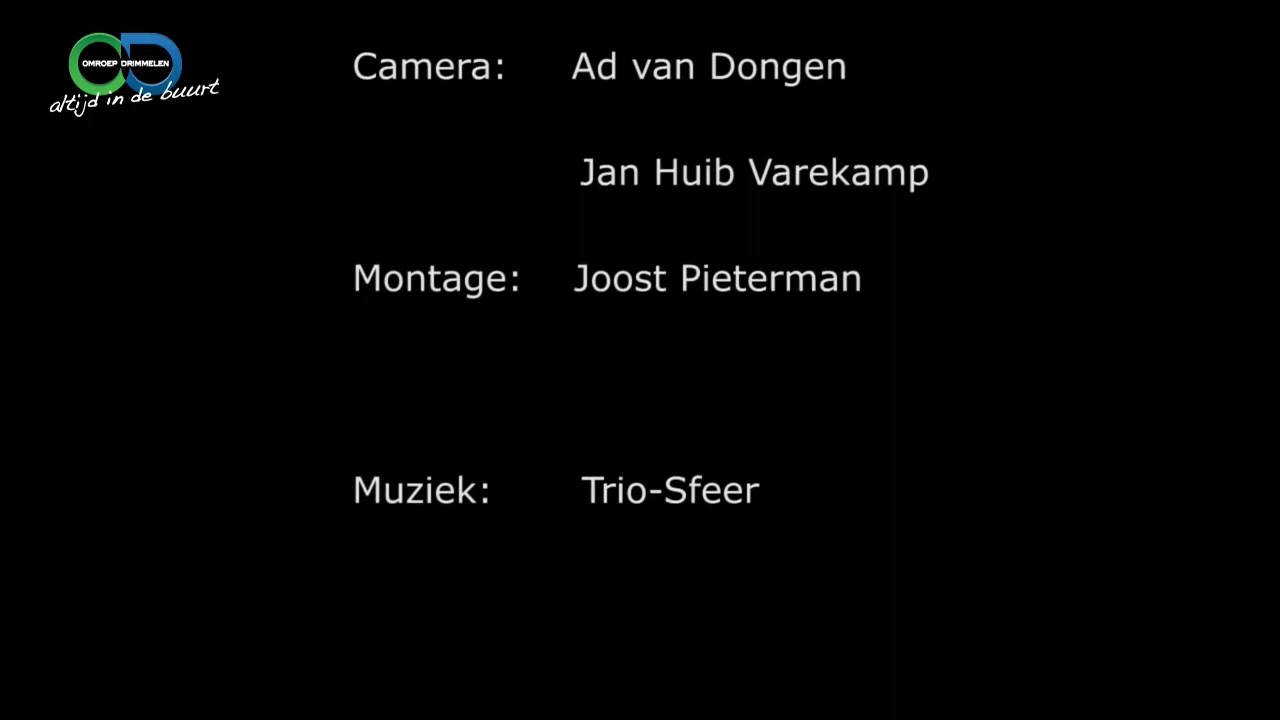 OMROEP DRIMMELEN
altijd in de buurt
Camera: Ad van Dongen
Jan Huib Varekamp
Montage: Joost Pieterman
Muziek: Trio-Sfeer